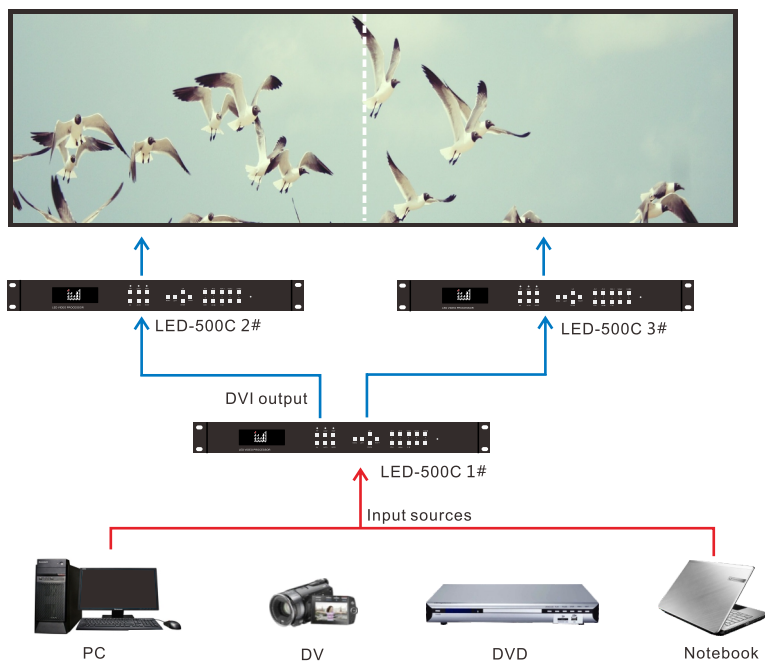 LED-500C 2#
LED-500C 3#
DVI output
LED-500C 1#
Input sources
PC
DV
DVD
Notebook